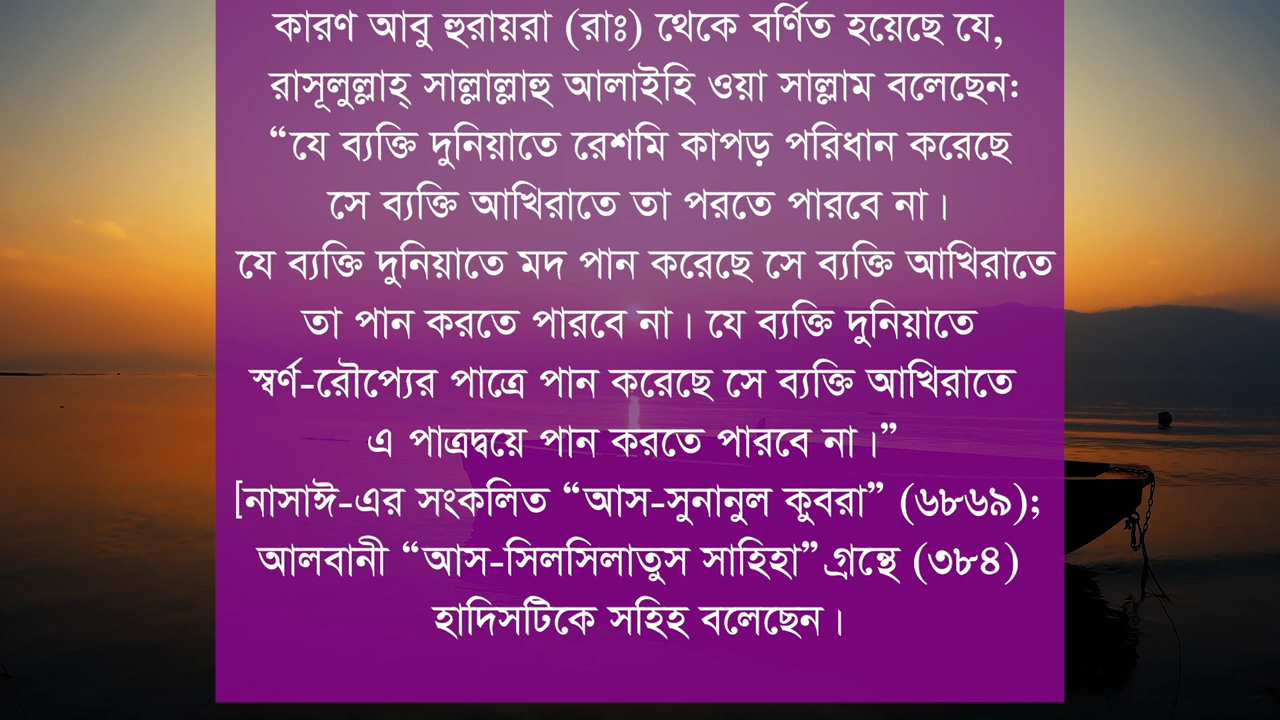 কারণ আবু হুরায়রা (রাঃ) থেকে বর্ণিত হয়েছে যে,
রাসূলুল্লাহ্ সাল্লাল্লাহু আলাইহি ওয়া সাল্লাম বলেছেন:
“যে ব্যক্তি দুনিয়াতে রেশমি কাপড় পরিধান করেছে
সে ব্যক্তি আখিরাতে তা পরতে পারবে না।
যে ব্যক্তি দুনিয়াতে মদ পান করেছে সে ব্যক্তি আখিরাতে
তা পান করতে পারবে না। যে ব্যক্তি দুনিয়াতে
স্বর্ণ-রৌপ্যের পাত্রে পান করেছে সে ব্যক্তি আখিরাতে
এ পাত্রদ্বয়ে পান করতে পারবে না।”
[নাসাঈ-এর সংকলিত “আস-সুনানুল কুবরা” (৬৮৬৯);
আলবানী “আস-সিলসিলাতুস সাহিহা” গ্রন্থে (৩৮৪)
হাদিসটিকে সহিহ বলেছেন।